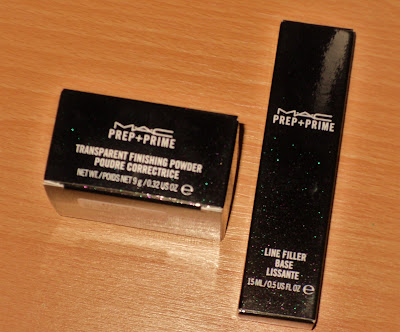 MAC
PREP+PRIME
TRANSPARENT FINISHING POWDER
POUDRE CORRECTRICE
NET WT./POIDS NET 9 g/0.32 US OZ e
MAC
PREP+PRIME
LINE FILLER
BASE
LISSANTE
15 ML/0.5 US FL OZ e